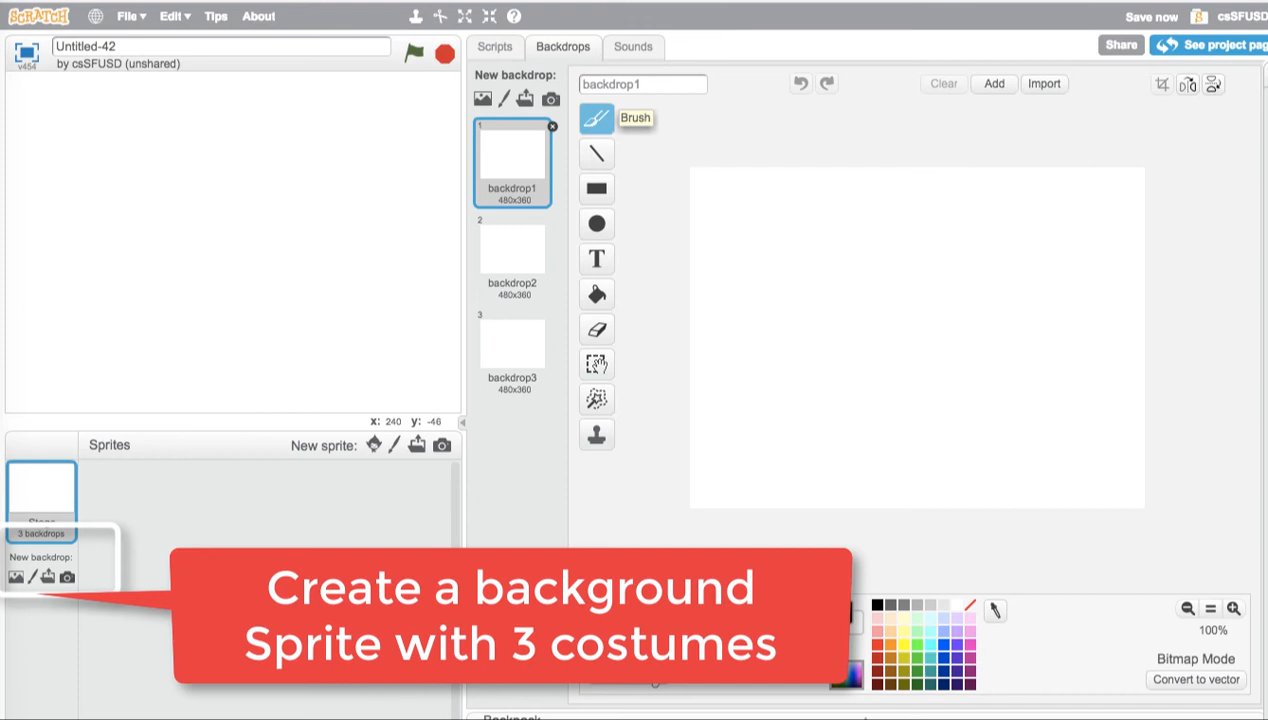 SCRATCH File Edit Tips About Save now csSFUSD
Untitled-42
v454
by csSFUSD (unshared)
Scripts Backdrops Sounds
Share See project pag
New backdrop:
backdrop1
Clear Add Import
Brush
1
backdrop1
480x360
2
backdrop2
480x360
3
backdrop3
480x360
T
x: 240 y: -46
Sprites New sprite:
Stage
3 backdrops
New backdrop:
Create a background
Sprite with 3 costumes
100%
Bitmap Mode
Convert to vector
Backpack